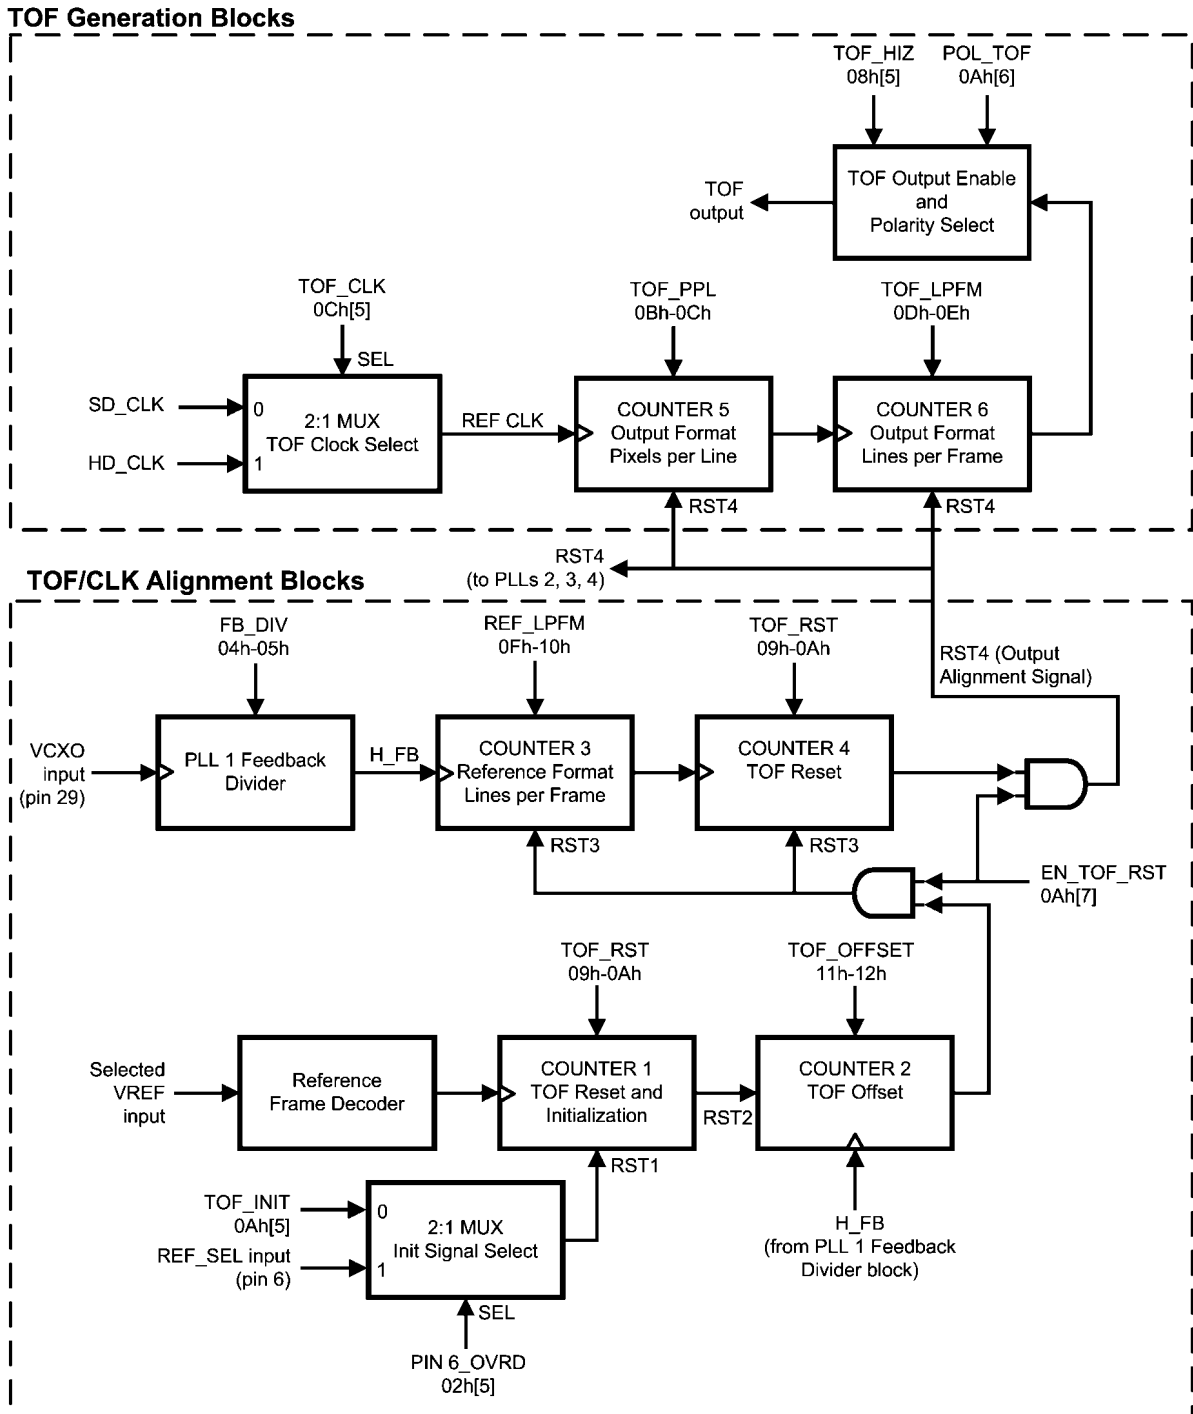 TOF Generation Blocks
TOF_HIZ
08h[5]
POL_TOF
0Ah[6]
TOF Output Enable
and
Polarity Select
TOF
output
TOF_CLK
0Ch[5]
SEL
TOF_PPL
0Bh-0Ch
TOF_LPFM
0Dh-0Eh
SD_CLK
0
HD_CLK
1
2:1 MUX
TOF Clock Select
REF CLK
COUNTER 5
Output Format
Pixels per Line
COUNTER 6
Output Format
Lines per Frame
RST4
RST4
RST4
(to PLLs 2, 3, 4)
TOF/CLK Alignment Blocks
FB_DIV
04h-05h
REF_LPFM
0Fh-10h
TOF_RST
09h-0Ah
RST4 (Output
Alignment Signal)
VCXO
input
(pin 29)
PLL 1 Feedback
Divider
H_FB
COUNTER 3
Reference Format
Lines per Frame
COUNTER 4
TOF Reset
RST3
RST3
EN_TOF_RST
0Ah[7]
TOF_RST
09h-0Ah
TOF_OFFSET
11h-12h
Selected
VREF
input
Reference
Frame Decoder
COUNTER 1
TOF Reset and
Initialization
RST2
COUNTER 2
TOF Offset
RST1
TOF_INIT
0Ah[5]
0
REF_SEL input
(pin 6)
1
2:1 MUX
Init Signal Select
H_FB
(from PLL 1 Feedback
Divider block)
SEL
PIN 6_OVRD
02h[5]